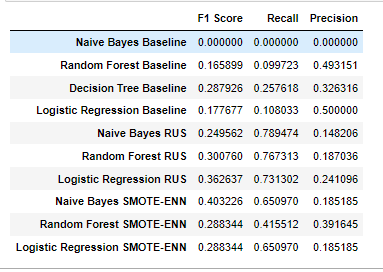 F1 Score Recall Precision
Naive Bayes Baseline 0.000000 0.000000 0.000000
Random Forest Baseline 0.165899 0.099723 0.493151
Decision Tree Baseline 0.287926 0.257618 0.326316
Logistic Regression Baseline 0.177677 0.108033 0.500000
Naive Bayes RUS 0.249562 0.789474 0.148206
Random Forest RUS 0.300760 0.767313 0.187036
Logistic Regression RUS 0.362637 0.731302 0.241096
Naive Bayes SMOTE-ENN 0.403226 0.650970 0.185185
Random Forest SMOTE-ENN 0.288344 0.415512 0.391645
Logistic Regression SMOTE-ENN 0.288344 0.650970 0.185185